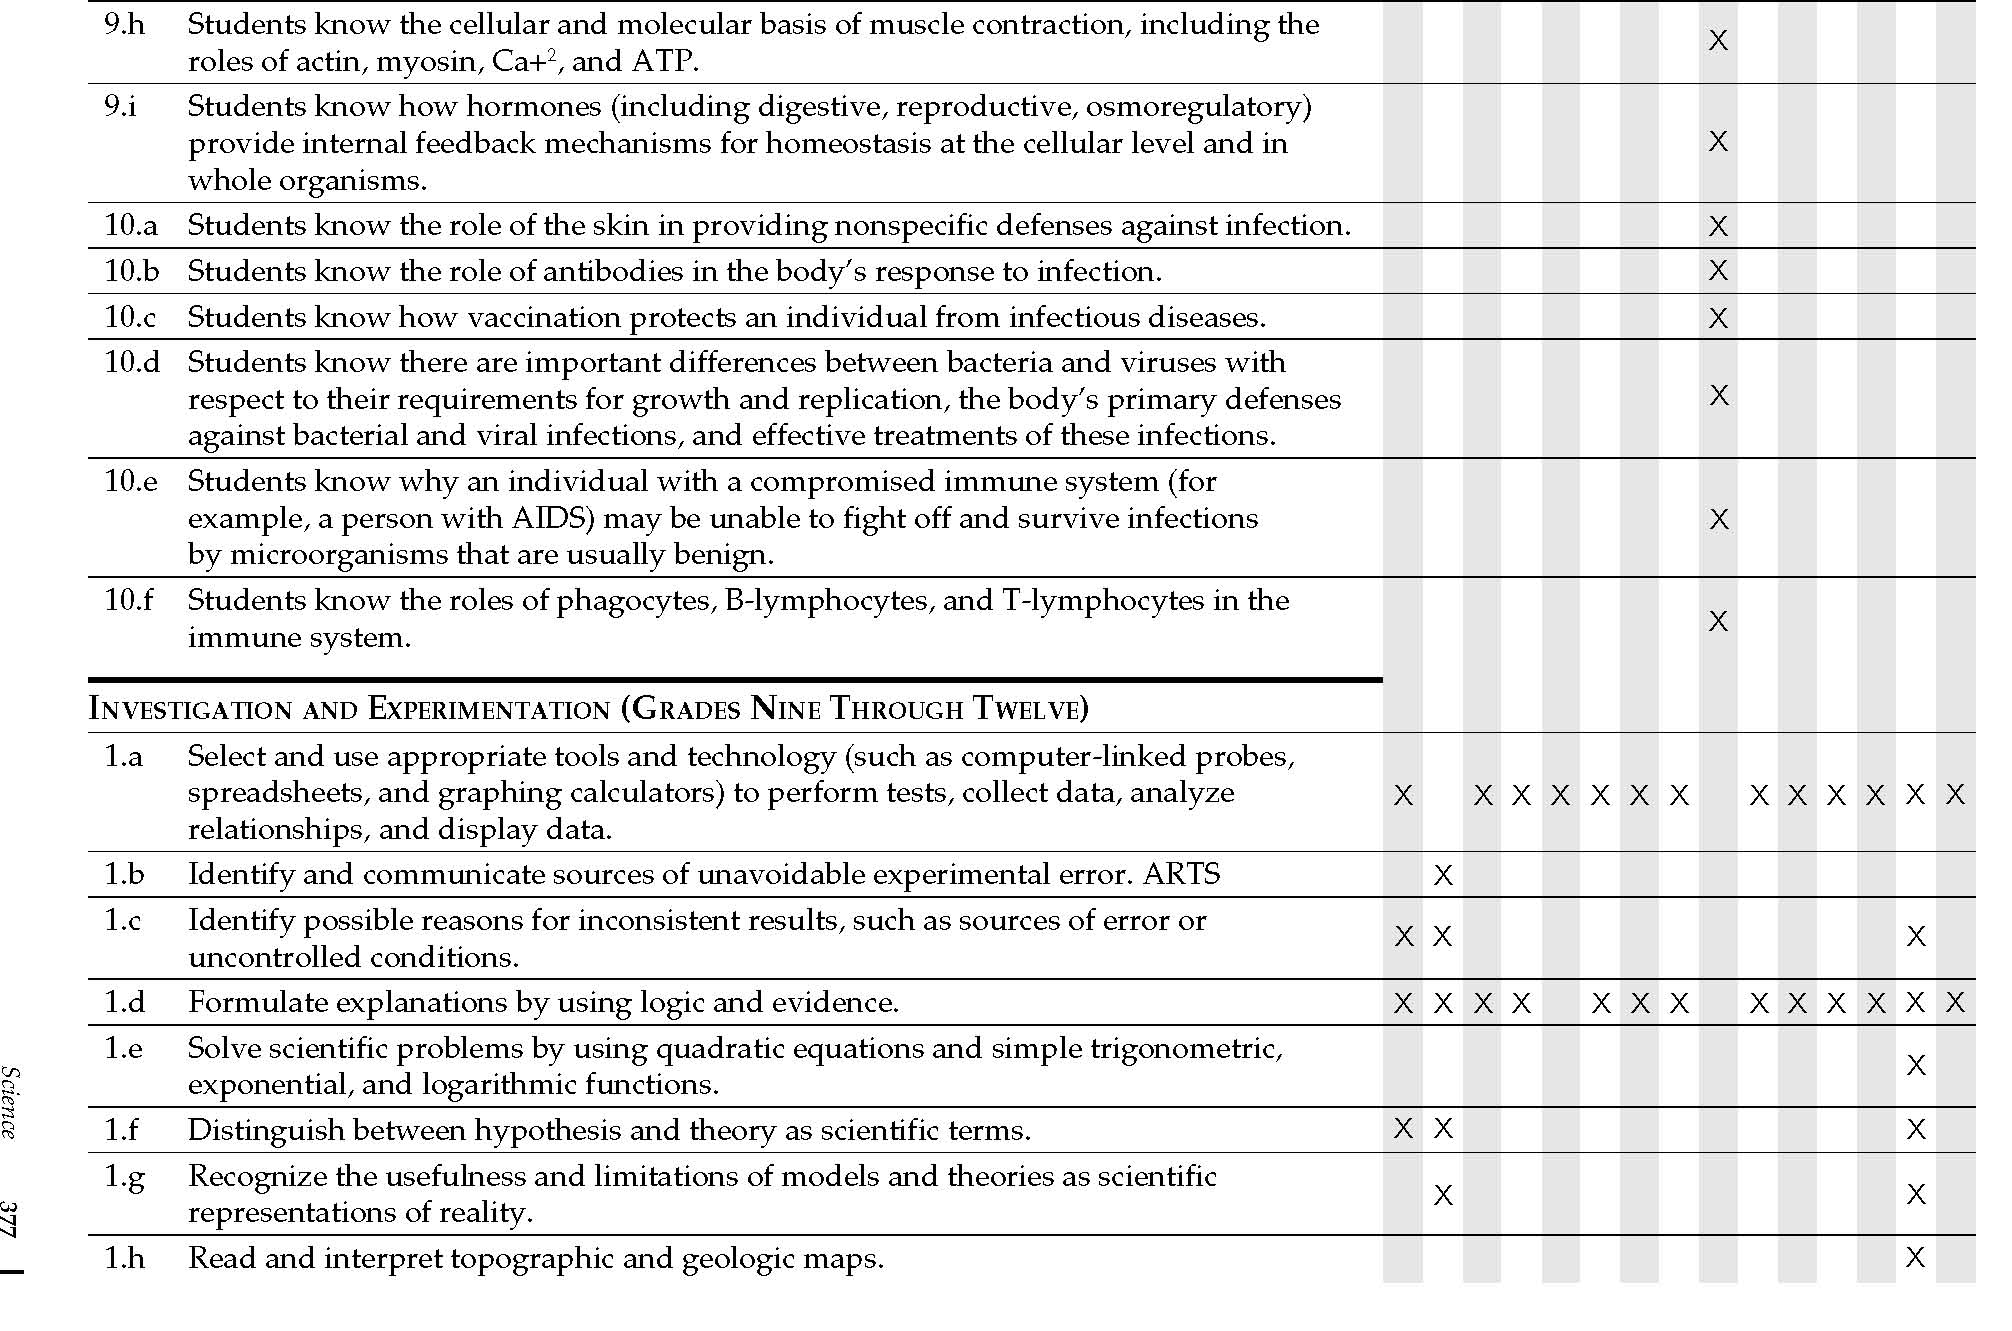 9.h Students know the cellular and molecular basis of muscle contraction, including the
roles of actin, myosin, Ca+², and ATP.
X
9.i Students know how hormones (including digestive, reproductive, osmoregulatory)
provide internal feedback mechanisms for homeostasis at the cellular level and in
whole organisms.
X
10.a Students know the role of the skin in providing nonspecific defenses against infection. X
10.b Students know the role of antibodies in the body's response to infection. X
10.c Students know how vaccination protects an individual from infectious diseases. X
10.d Students know there are important differences between bacteria and viruses with
respect to their requirements for growth and replication, the body's primary defenses
against bacterial and viral infections, and effective treatments of these infections.
X
10.e Students know why an individual with a compromised immune system (for
example, a person with AIDS) may be unable to fight off and survive infections
by microorganisms that are usually benign.
X
10.f Students know the roles of phagocytes, B-lymphocytes, and T-lymphocytes in the
immune system.
X
INVESTIGATION AND EXPERIMENTATION (GRADES NINE THROUGH TWELVE)
1.a Select and use appropriate tools and technology (such as computer-linked probes,
spreadsheets, and graphing calculators) to perform tests, collect data, analyze
relationships, and display data.
X X X X X X X X X X X X X
1.b Identify and communicate sources of unavoidable experimental error. ARTS X
1.c Identify possible reasons for inconsistent results, such as sources of error or
uncontrolled conditions.
X X X
1.d Formulate explanations by using logic and evidence. X X X X X X X X X X X X X
1.e Solve scientific problems by using quadratic equations and simple trigonometric,
exponential, and logarithmic functions.
X
1.f Distinguish between hypothesis and theory as scientific terms. X X X
1.g Recognize the usefulness and limitations of models and theories as scientific
representations of reality.
X X
1.h Read and interpret topographic and geologic maps. X
Science 377